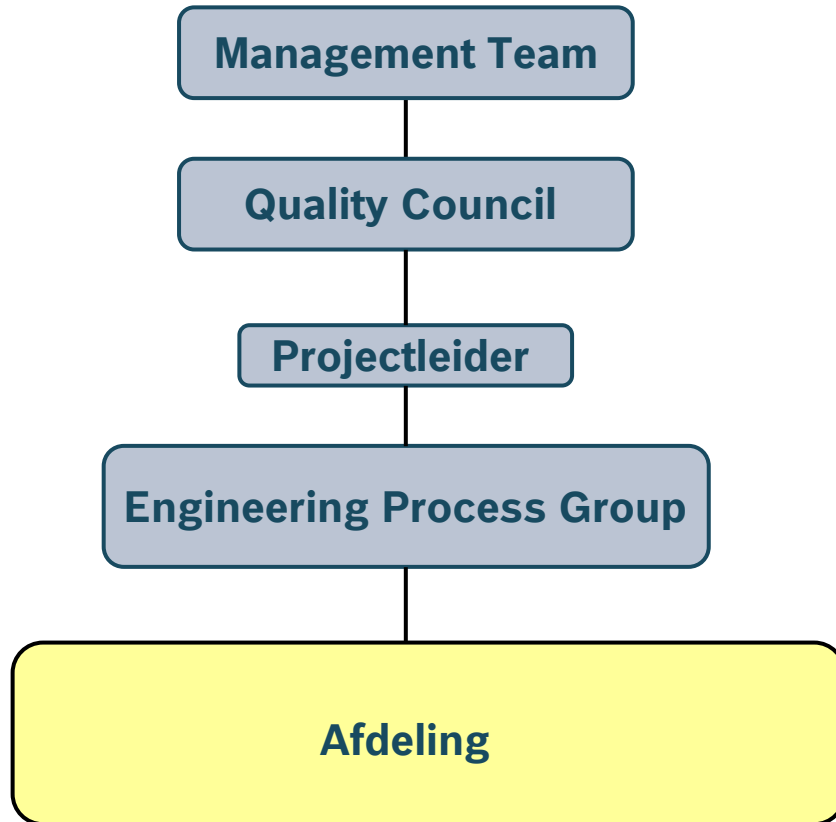 Management Team
Quality Council
Projectleider
Engineering Process Group
Afdeling